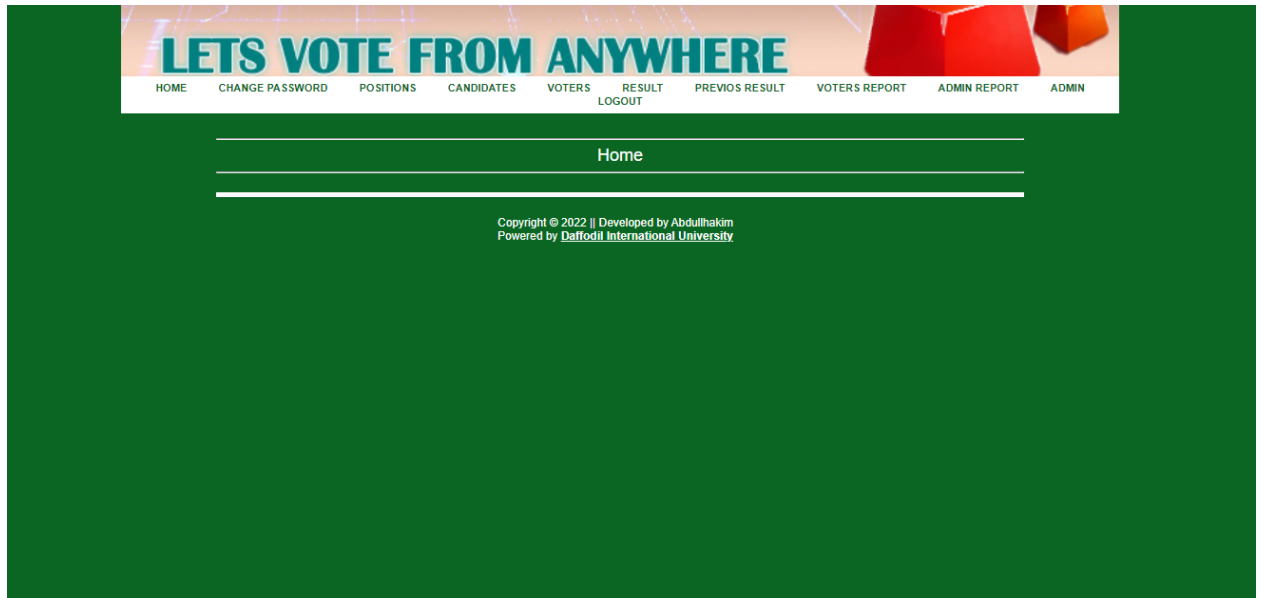 LETS VOTE FROM ANYWHERE
HOME CHANGE PASSWORD POSITIONS CANDIDATES VOTERS RESULT PREVIOS RESULT VOTERS REPORT ADMIN REPORT ADMIN
LOGOUT
Home
Copyright © 2022 || Developed by Abdullhakim
Powered by Daffodil International University